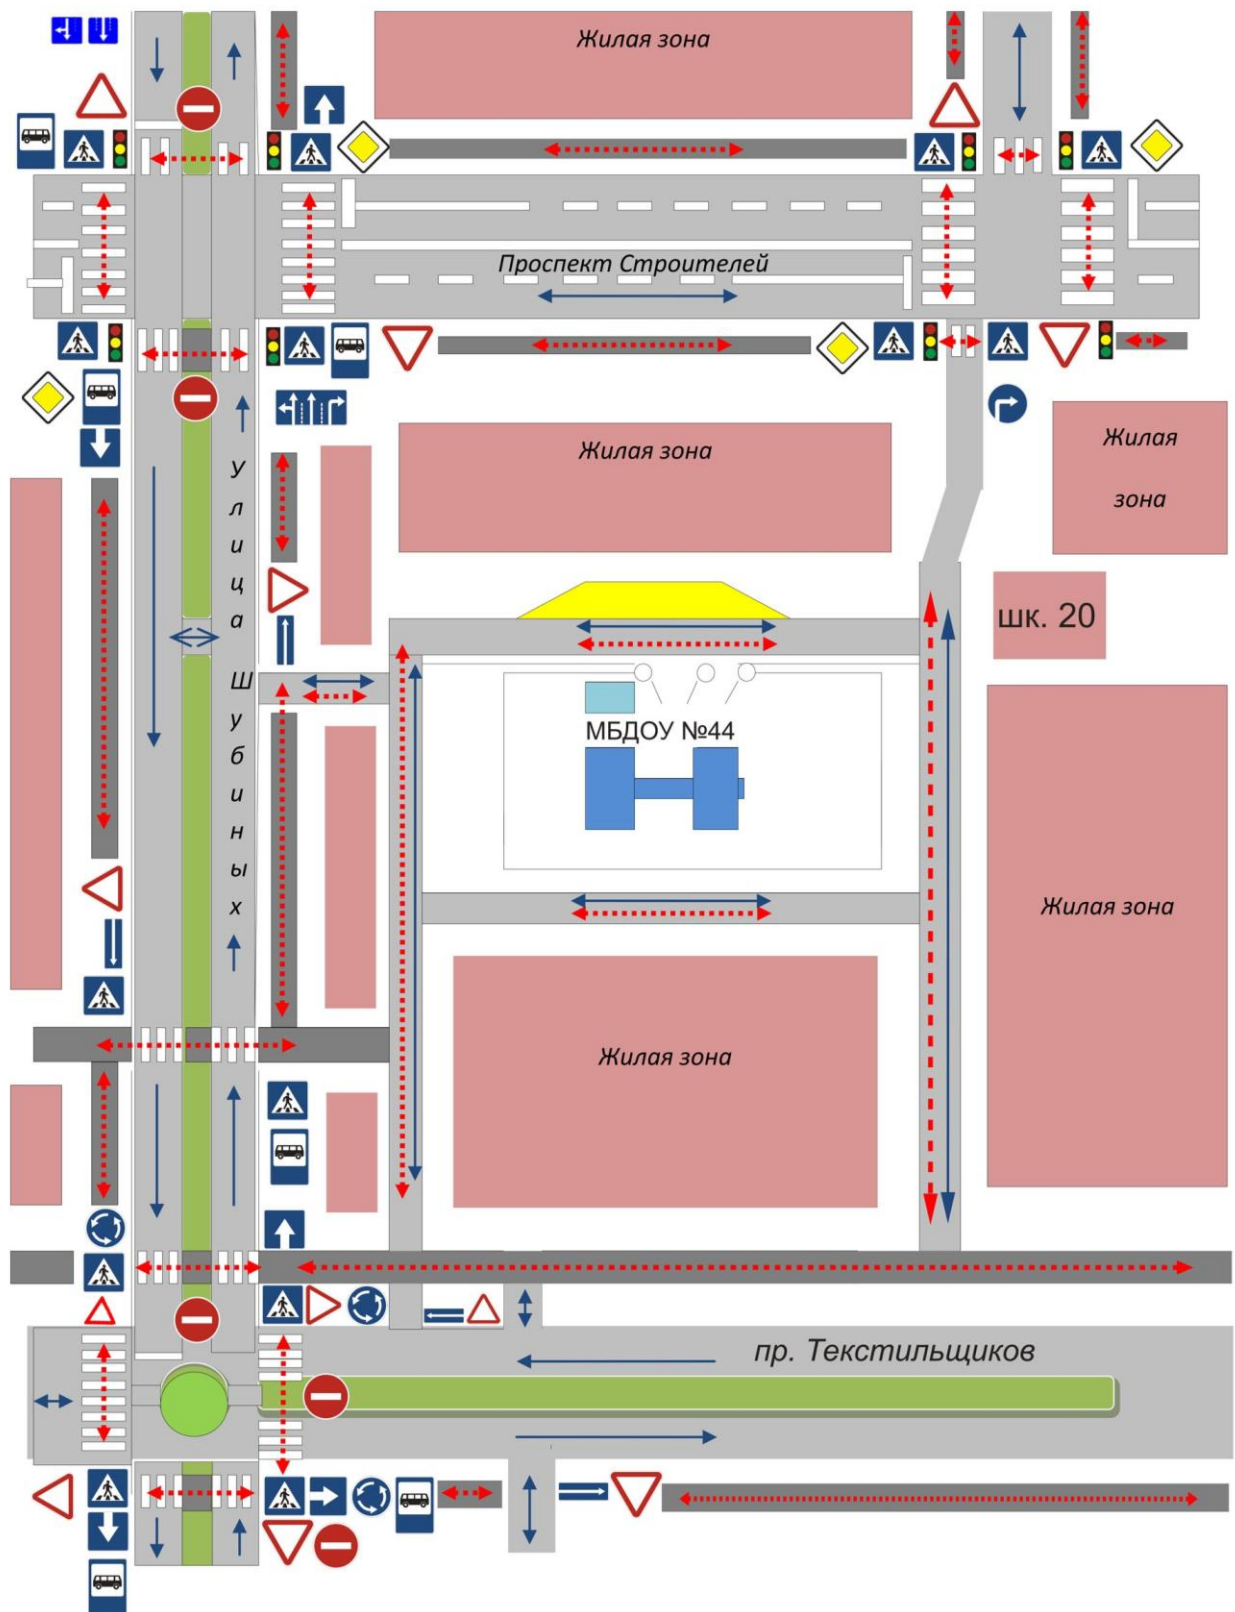 Жилая зона
Проспект Строителей
Жилая зона
Жилая
зона
Улица Шубиных
шк. 20
МБДОУ №44
Жилая зона
Жилая зона
пр. Текстильщиков